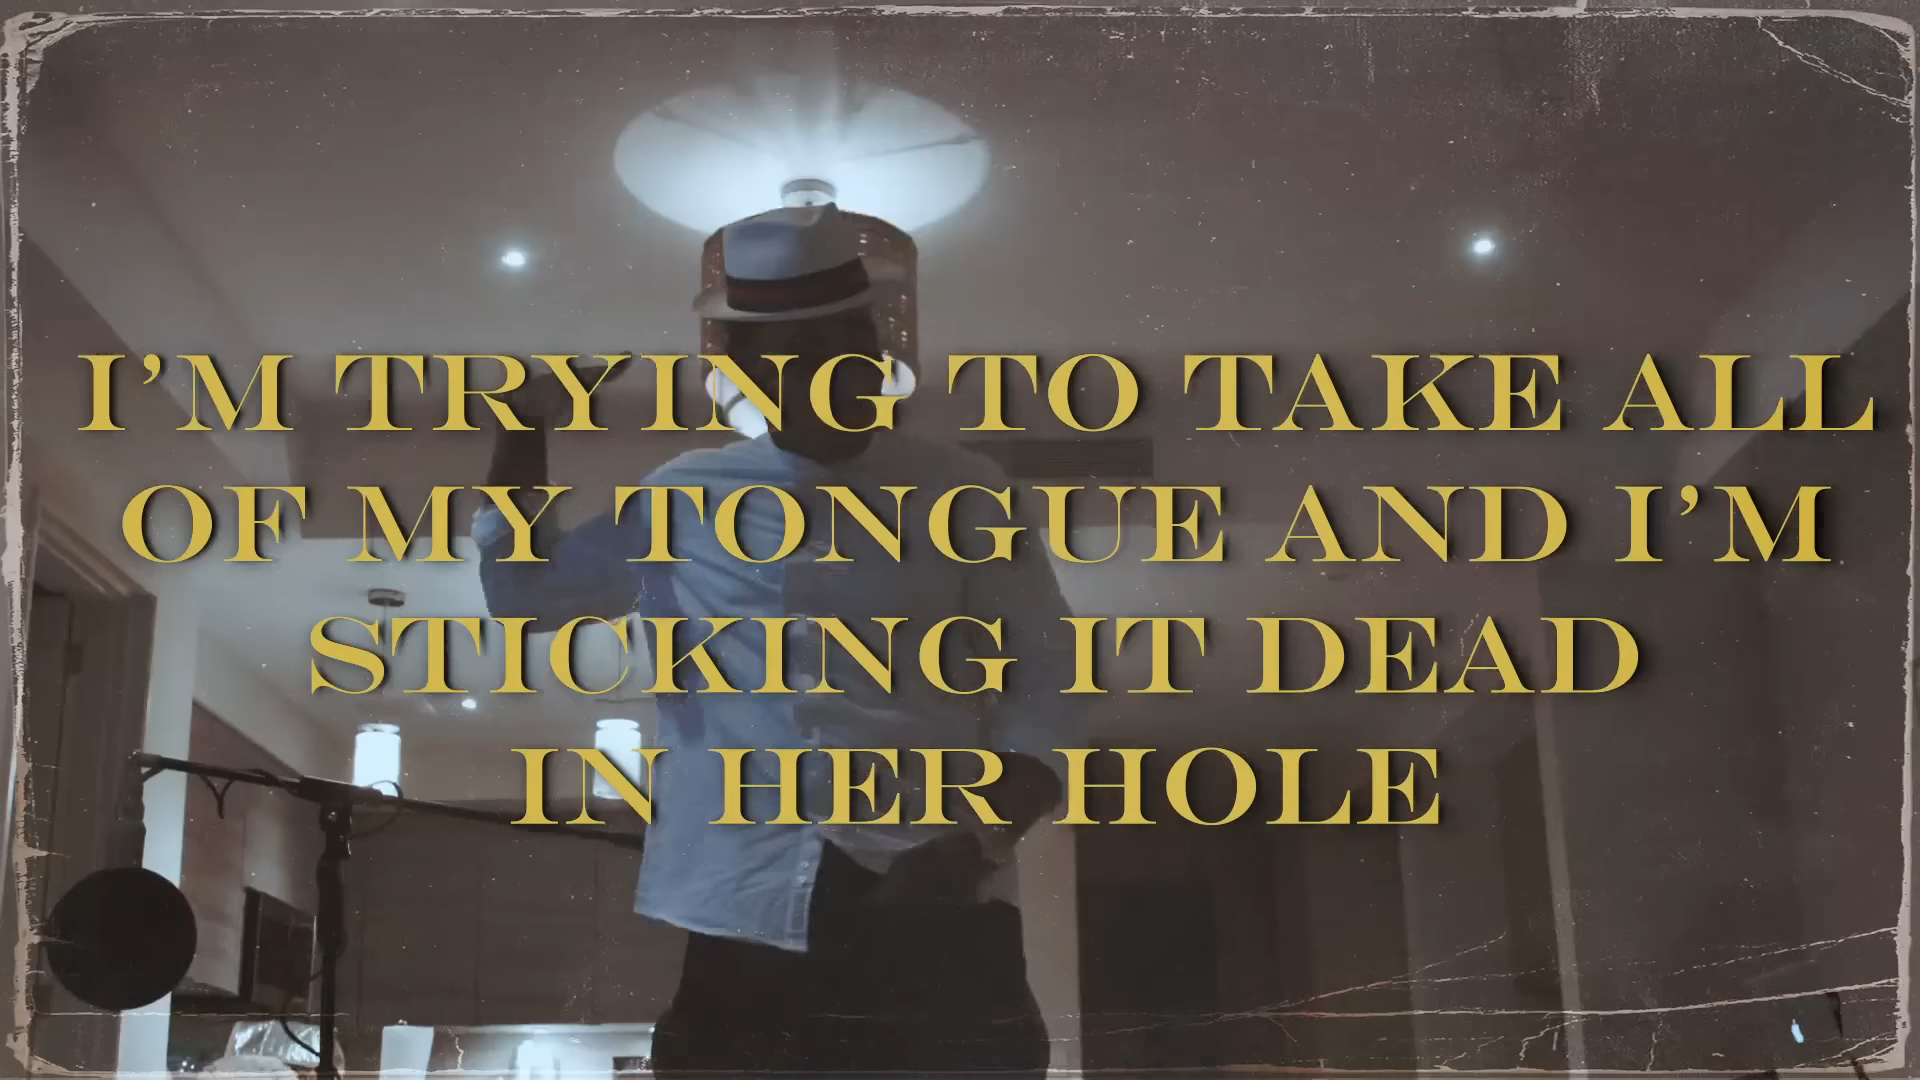 I'M TRYING TO TAKE ALL
OF MY TONGUE AND I'M
STICKING IT DEAD
IN HER HOLE